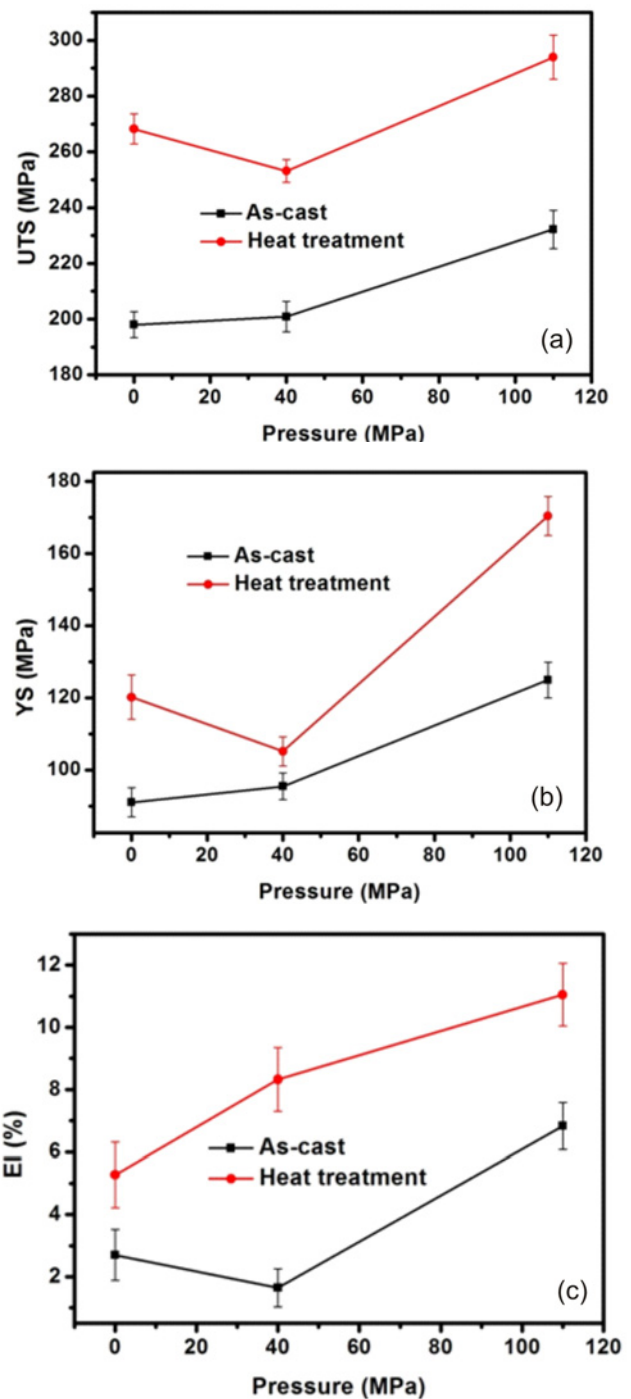 300
280
260
240
220
200
180
UTS (MPa)
As-cast
Heat treatment
(a)
0 20 40 60 80 100 120
Pressure (MPa)
180
160
140
120
100
YS (MPa)
As-cast
Heat treatment
(b)
0 20 40 60 80 100 120
Pressure (MPa)
12
10
8
6
4
2
EI (%)
As-cast
Heat treatment
(c)
0 20 40 60 80 100 120
Pressure (MPa)